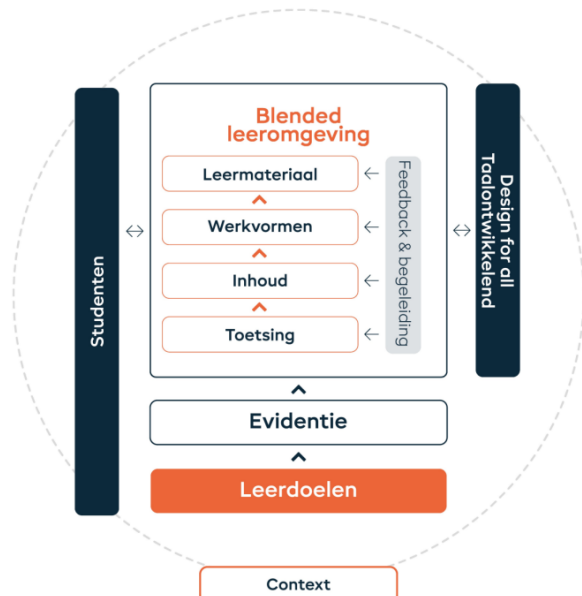 Blended
leeromgeving
Leermateriaal
Werkvormen
Inhoud
Toetsing
Feedback & begeleiding
Studenten
Design for all
Taalontwikkelend
Evidentie
Leerdoelen
Context